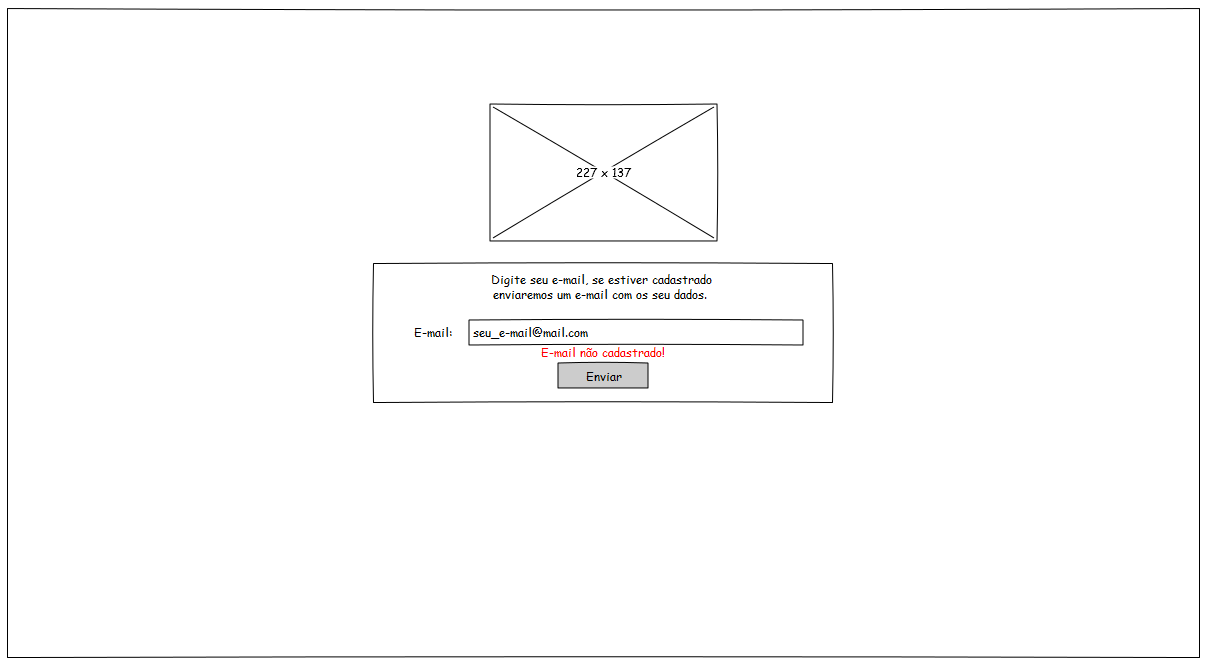 227 x 137
Digite seu e-mail, se estiver cadastrado
enviaremos um e-mail com os seu dados.
E-mail: seu_e-mail@mail.com
E-mail não cadastrado!
Enviar